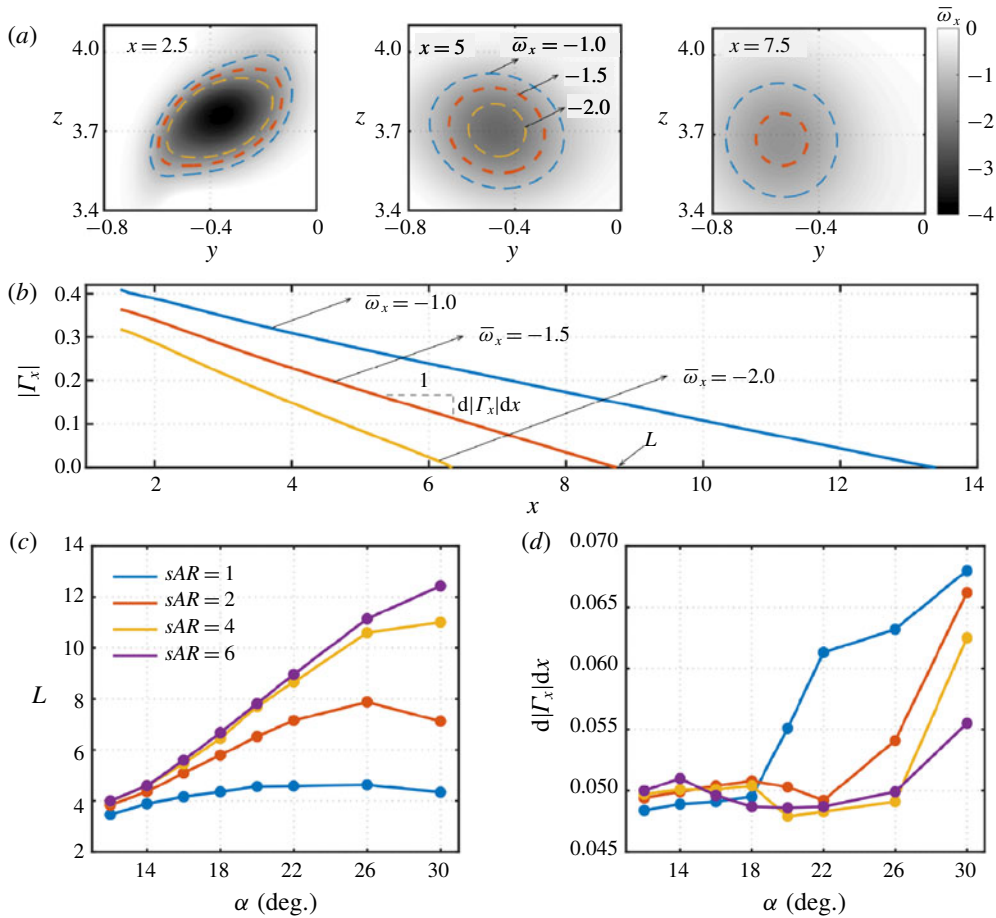 (a)
x = 2.5
x = 5
ω̅x = −1.0
−1.5
−2.0
x = 7.5
ω̅x
4.0
3.7
3.4
z
−0.8
−0.4
0
y
4.0
3.7
3.4
z
−0.8
−0.4
0
y
4.0
3.7
3.4
z
−0.8
−0.4
0
y
0
−1
−2
−3
−4
(b)
0.4
0.3
0.2
0.1
0.0
|Γx|
ω̅x = −1.0
ω̅x = −1.5
ω̅x = −2.0
1
d|Γx|dx
L
2
4
6
8
10
12
14
x
(c)
14
12
10
8
6
4
2
L
sAR = 1
sAR = 2
sAR = 4
sAR = 6
14
18
22
26
30
α (deg.)
(d)
0.070
0.065
0.060
0.055
0.050
0.045
d|Γx|dx
14
18
22
26
30
α (deg.)